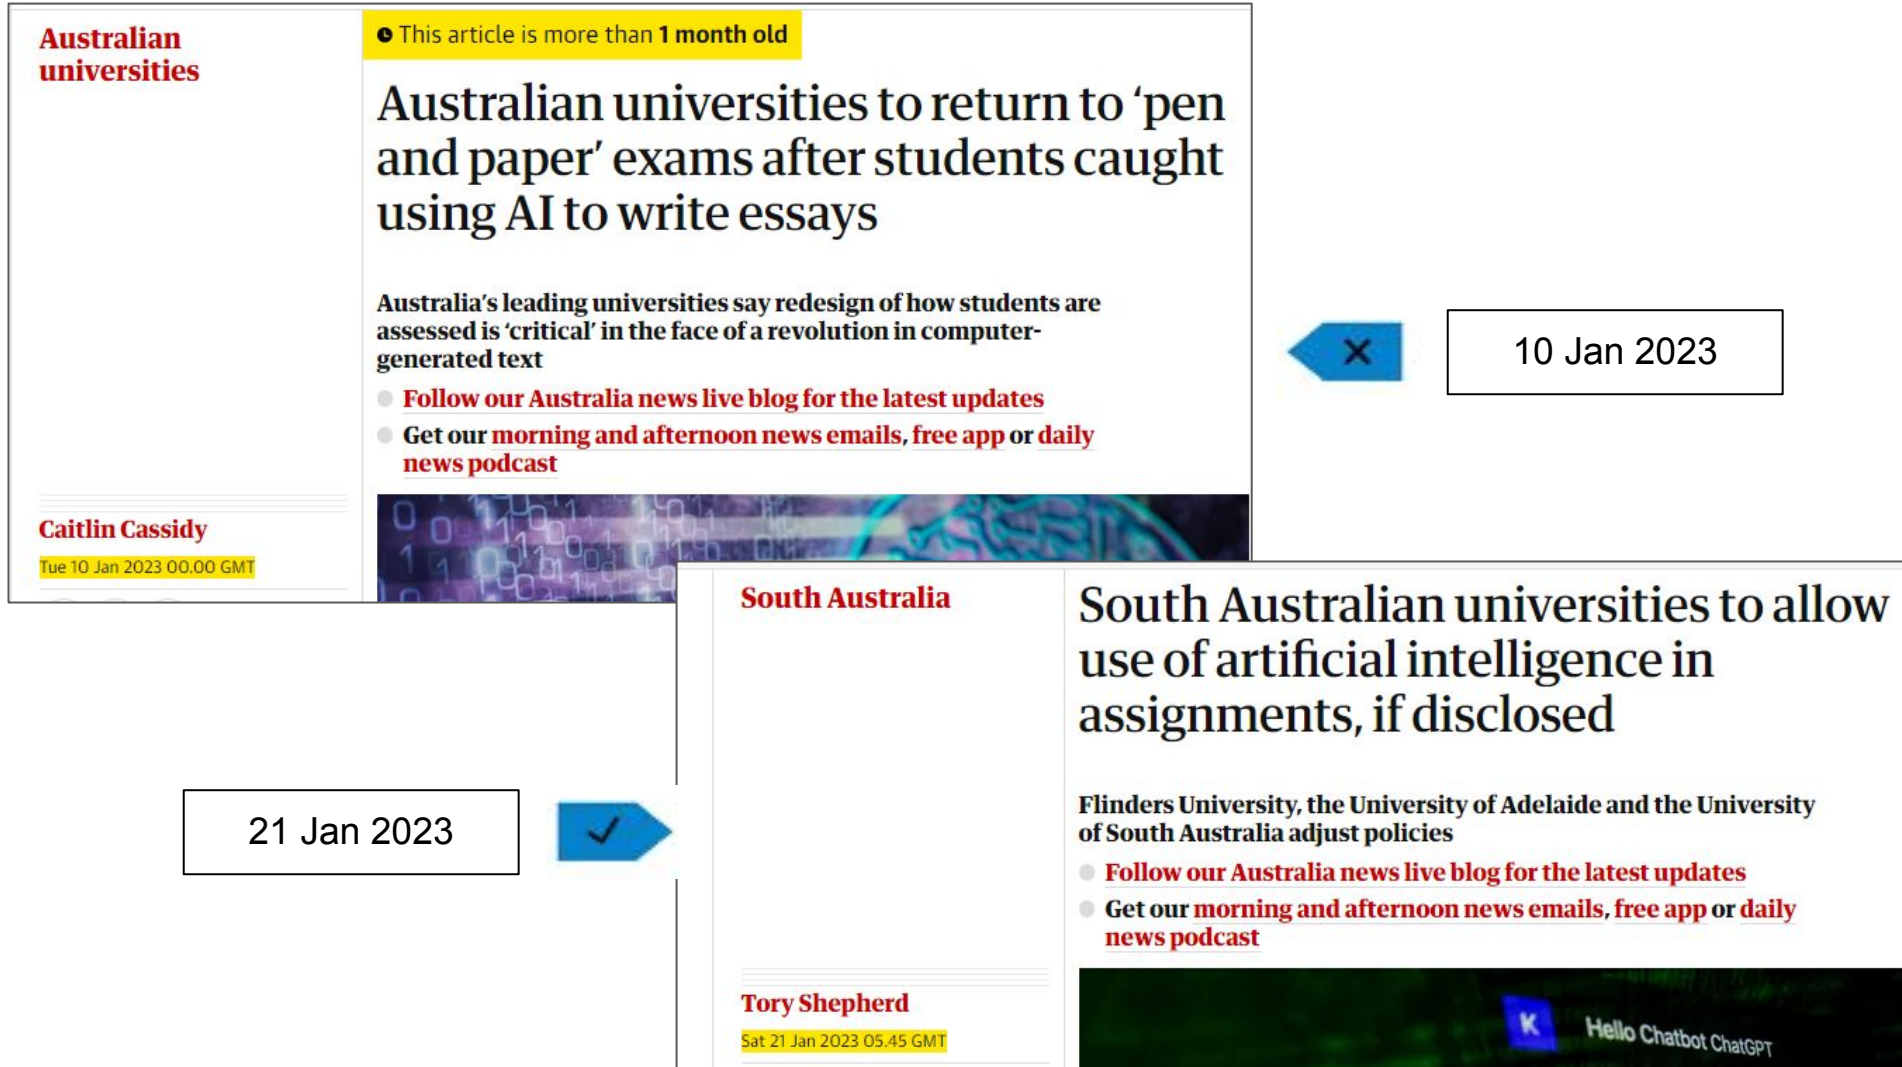 Australian
universities
This article is more than 1 month old
Australian universities to return to ‘pen
and paper’ exams after students caught
using AI to write essays
Australia’s leading universities say redesign of how students are
assessed is ‘critical’ in the face of a revolution in computer-
generated text
Follow our Australia news live blog for the latest updates
Get our morning and afternoon news emails, free app or daily
news podcast
Caitlin Cassidy
Tue 10 Jan 2023 00.00 GMT
10 Jan 2023
South Australia
South Australian universities to allow
use of artificial intelligence in
assignments, if disclosed
Flinders University, the University of Adelaide and the University
of South Australia adjust policies
Follow our Australia news live blog for the latest updates
Get our morning and afternoon news emails, free app or daily
news podcast
Tory Shepherd
Sat 21 Jan 2023 05.45 GMT
K Hello Chatbot ChatGPT
21 Jan 2023